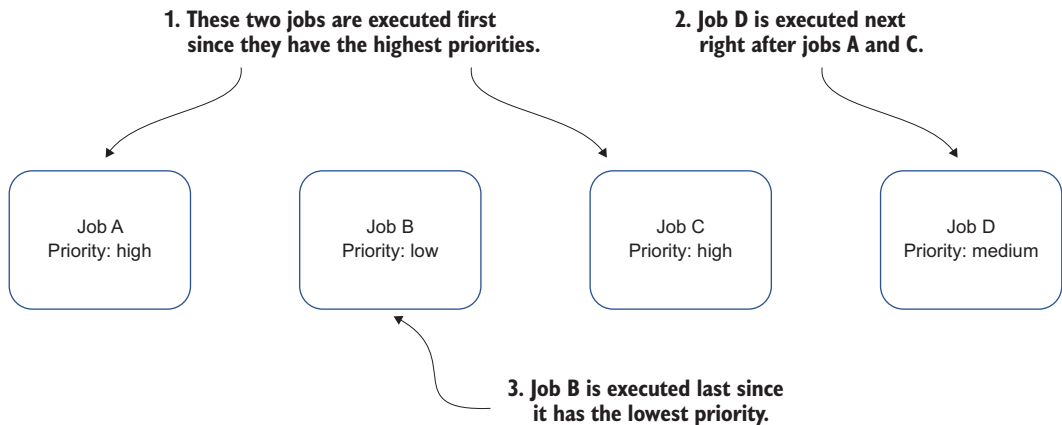 1. These two jobs are executed first
since they have the highest priorities.
2. Job D is executed next
right after jobs A and C.
Job A
Priority: high
Job B
Priority: low
Job C
Priority: high
Job D
Priority: medium
3. Job B is executed last since
it has the lowest priority.